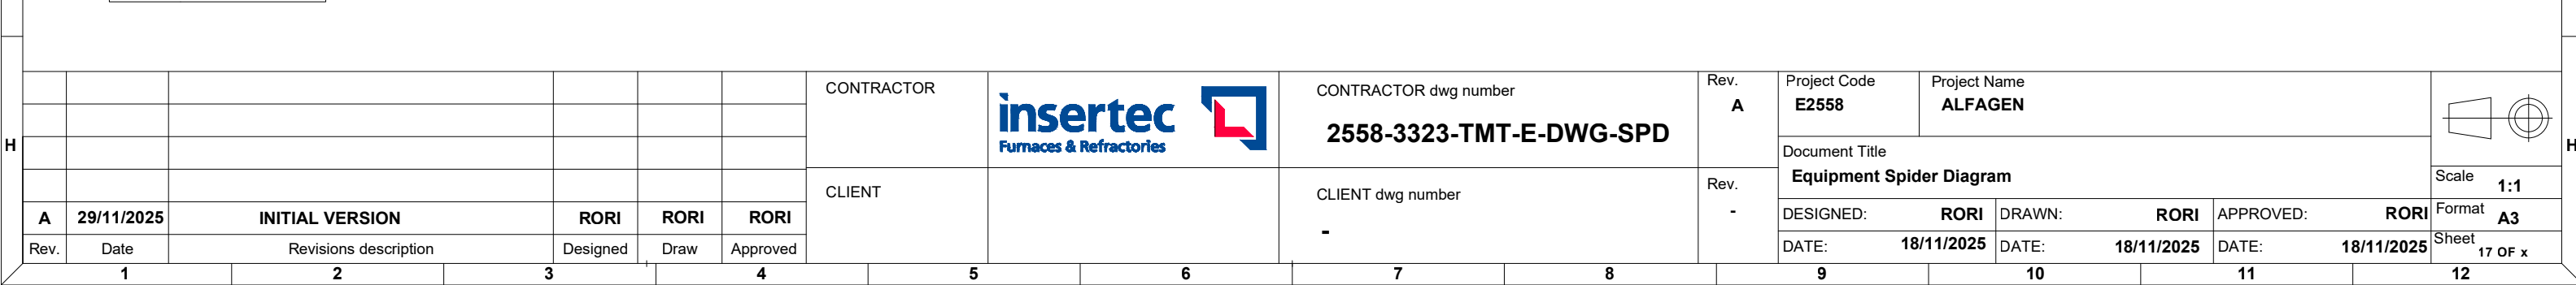 CONTRACTOR
insertec
Furnaces & Refractories
CONTRACTOR dwg number
2558-3323-TMT-E-DWG-SPD
Rev.
A
Project Code
E2558
Project Name
ALFAGEN
H
H
Document Title
Equipment Spider Diagram
CLIENT
CLIENT dwg number
-
Rev.
-
Scale
1:1
A 29/11/2025 INITIAL VERSION RORI RORI RORI
Rev. Date Revisions description Designed Draw Approved
DESIGNED: RORI DRAWN: RORI APPROVED: RORI
Format
A3
DATE: 18/11/2025 DATE: 18/11/2025 DATE: 18/11/2025
Sheet
17 OF x
1 2 3 4 5 6 7 8 9 10 11 12